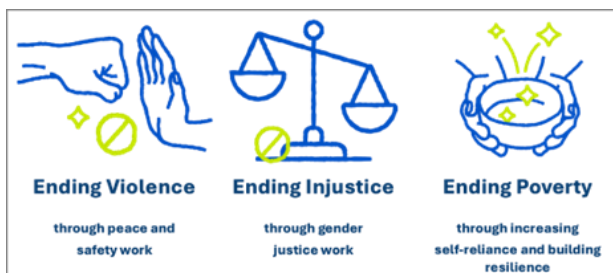 Ending Violence
through peace and
safety work
Ending Injustice
through gender
justice work
Ending Poverty
through increasing
self-reliance and building
resilience